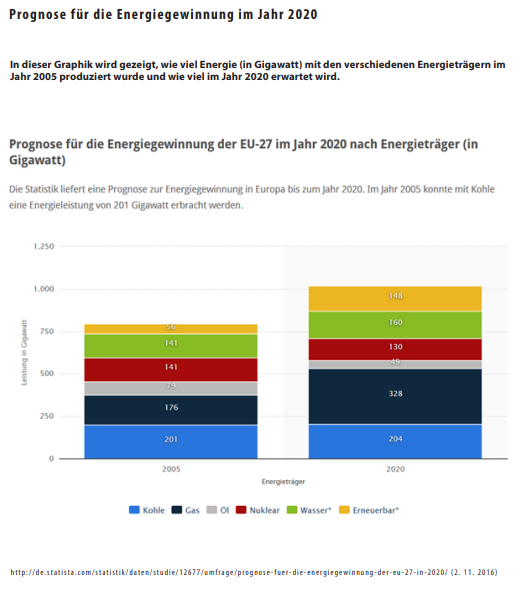 Prognose für die Energiegewinnung im Jahr 2020
In dieser Graphik wird gezeigt, wie viel Energie (in Gigawatt) mit den verschiedenen Energieträgern im
Jahr 2005 produziert wurde und wie viel im Jahr 2020 erwartet wird.
Prognose für die Energiegewinnung der EU-27 im Jahr 2020 nach Energieträger (in
Gigawatt)
Die Statistik liefert eine Prognose zur Energiegewinnung in Europa bis zum Jahr 2020. Im Jahr 2005 konnte mit Kohle
eine Energieleistung von 201 Gigawatt erbracht werden.
Leistung in Gigawatt
1.250
1.000
750
500
250
0
56
141
141
79
176
201
148
160
130
49
328
204
2005 2020
Energieträger
Kohle Gas Öl Nuklear Wasser* Erneuerbar*
http://de.statista.com/statistik/daten/studie/12677/umfrage/prognose-fuer-die-energiegewinnung-der-eu-27-in-2020/ (2. 11. 2016)